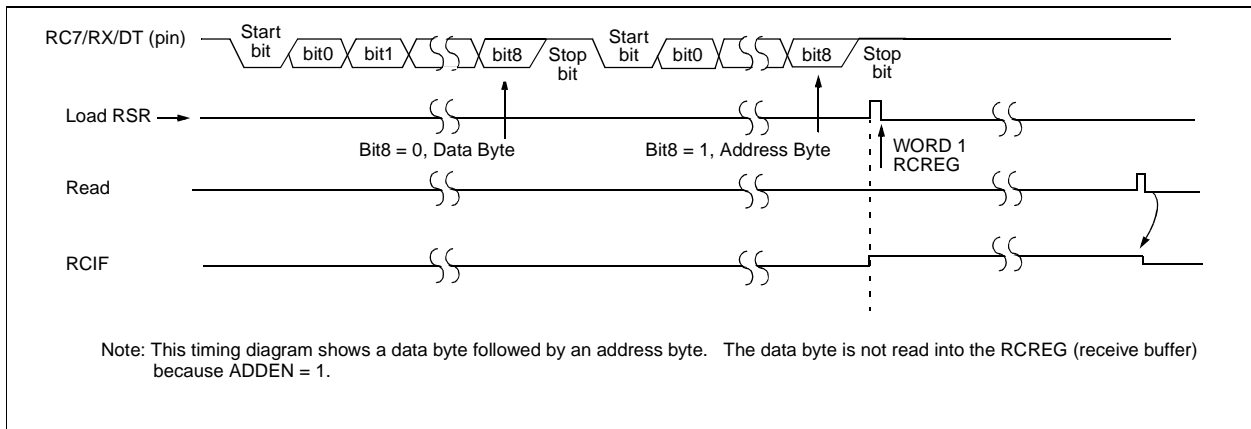 RC7/RX/DT (pin)
Start
bit
bit0
bit1
bit8
Stop
bit
Start
bit
bit0
bit8
Stop
bit
Load RSR
Bit8 = 0, Data Byte
Bit8 = 1, Address Byte
WORD 1
RCREG
Read
RCIF
Note: This timing diagram shows a data byte followed by an address byte. The data byte is not read into the RCREG (receive buffer)
because ADDEN = 1.